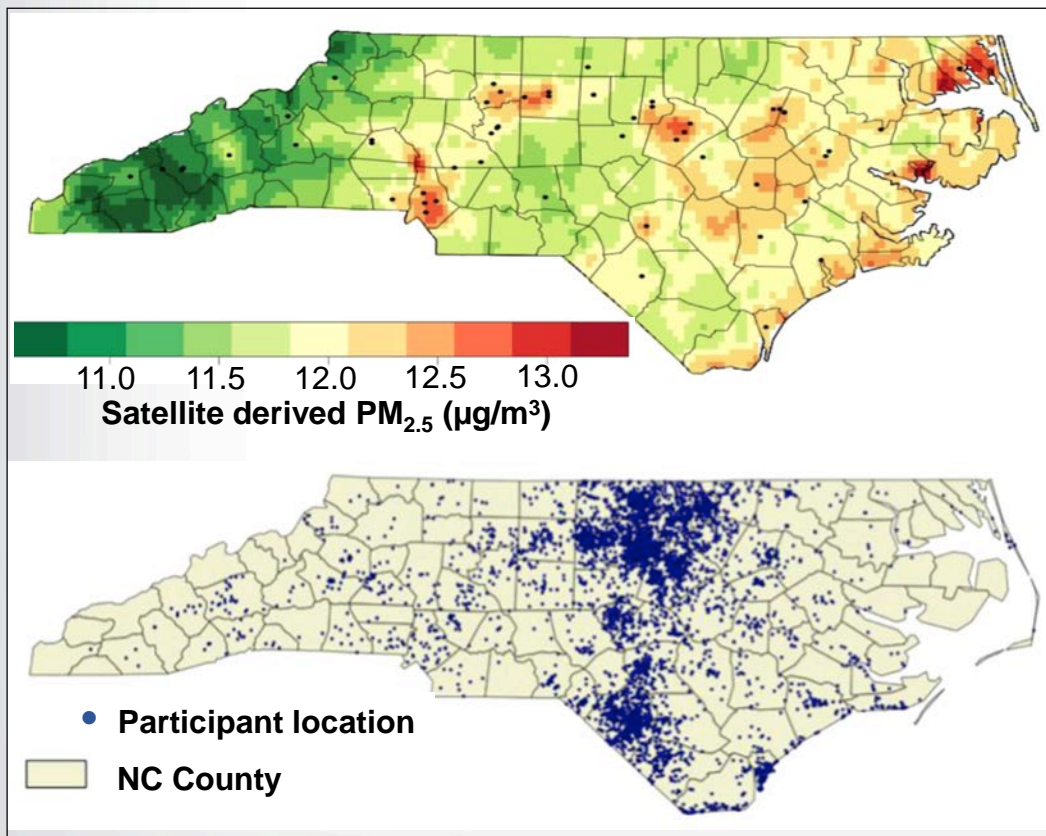 11.0 11.5 12.0 12.5 13.0
Satellite derived PM2.5 (µg/m³)
Participant location
NC County